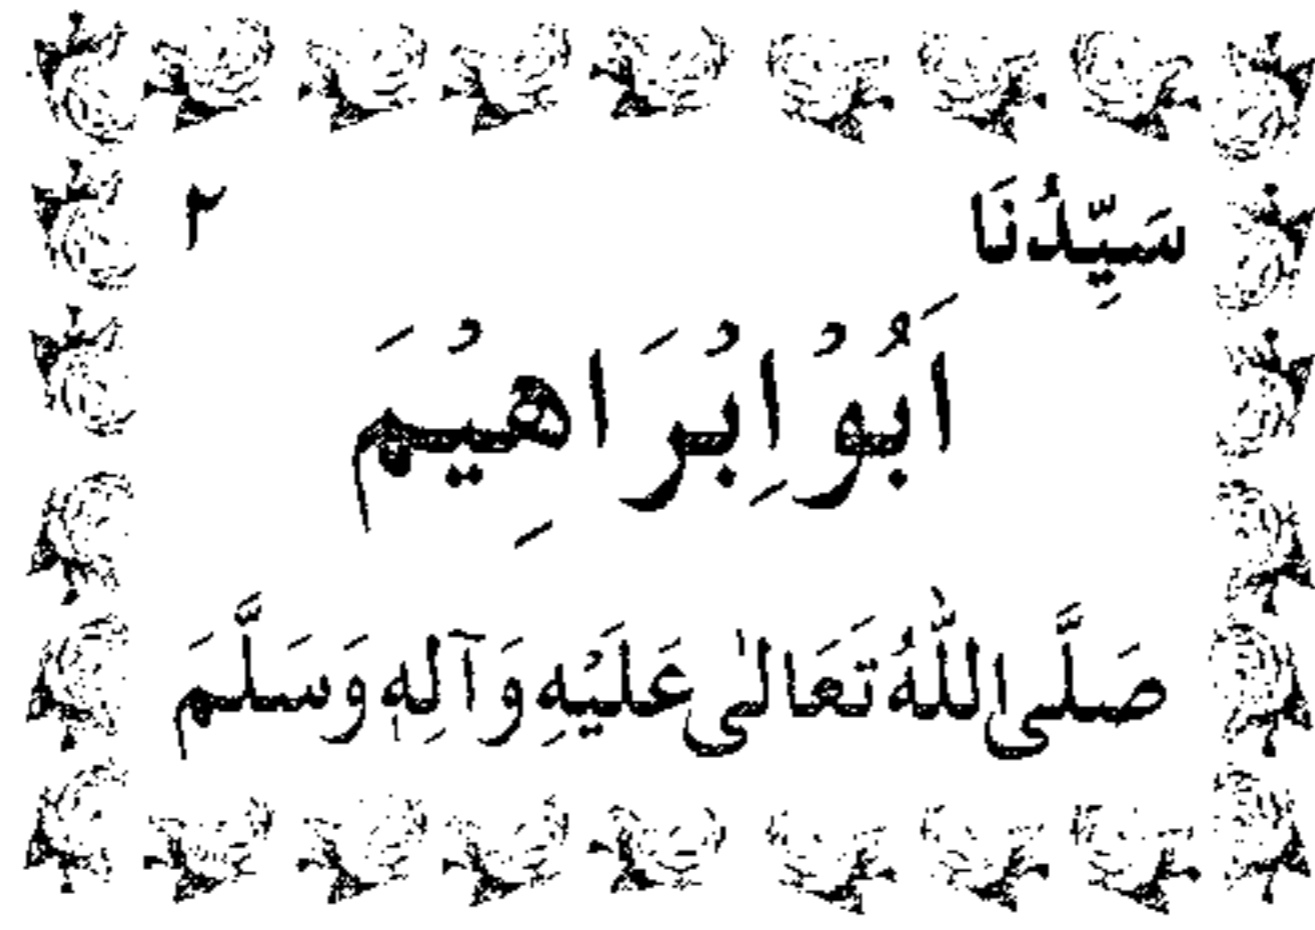 سَيِّدُنَا ٢
اَبُوْ اِبْرَاهِيْمَ
صَلَّى اللّٰهُ تَعَالٰى عَلَيْهِ وَآلِهٖ وَسَلَّمَ